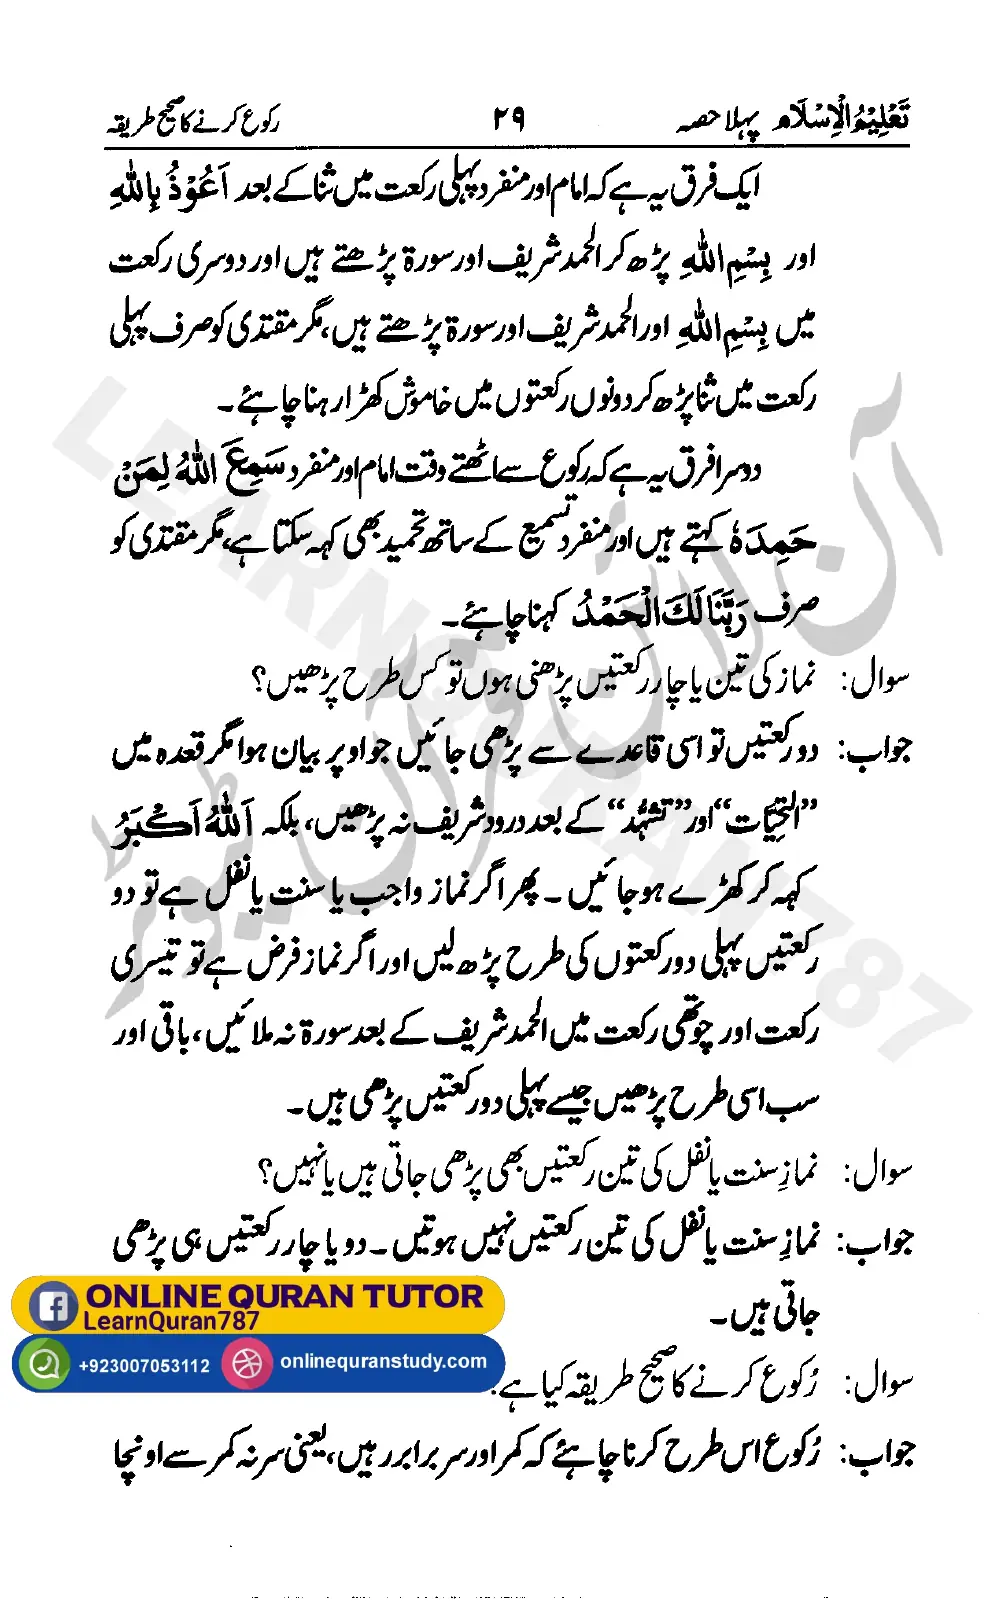 تَعْلِیْمُ الْاِسْلَام پہلا حصہ ۲۹ رکوع کرنے کا صحیح طریقہ
ایک فرق یہ ہے کہ امام اور منفرد پہلی رکعت میں ثنا کے بعد اَعُوْذُ بِاللهِ
اور بِسْمِ اللهِ پڑھ کر الحمد شریف اور سورۃ پڑھتے ہیں اور دوسری رکعت
میں بِسْمِ اللهِ اور الحمد شریف اور سورۃ پڑھتے ہیں، مگر مقتدی کو صرف پہلی
رکعت میں ثنا پڑھ کر دونوں رکعتوں میں خاموش کھڑا رہنا چاہئے۔
دوسرا فرق یہ ہے کہ رکوع سے اٹھتے وقت امام اور منفرد سَمِعَ اللهُ لِمَنْ
حَمِدَهٗ کہتے ہیں اور منفرد تسمیع کے ساتھ تحمید بھی کہہ سکتا ہے، مگر مقتدی کو
صرف رَبَّنَا لَكَ الْحَمْدُ کہنا چاہئے۔
سوال: نماز کی تین یا چار رکعتیں پڑھنی ہوں تو کس طرح پڑھیں؟
جواب: دو رکعتیں تو اسی قاعدے سے پڑھی جائیں جو اوپر بیان ہوا مگر قعدہ میں
”التحیّات“ اور ”تشہّد“ کے بعد درود شریف نہ پڑھیں، بلکہ اَللهُ اَكْبَرُ
کہہ کر کھڑے ہو جائیں۔ پھر اگر نماز واجب یا سنت یا نفل ہے تو دو
رکعتیں پہلی دو رکعتوں کی طرح پڑھ لیں اور اگر نماز فرض ہے تو تیسری
رکعت اور چوتھی رکعت میں الحمد شریف کے بعد سورۃ نہ ملائیں، باقی اور
سب اسی طرح پڑھیں جیسے پہلی دو رکعتیں پڑھی ہیں۔
سوال: نمازِ سنت یا نفل کی تین رکعتیں بھی پڑھی جاتی ہیں یا نہیں؟
جواب: نمازِ سنت یا نفل کی تین رکعتیں نہیں ہوتیں۔ دو یا چار رکعتیں ہی پڑھی
جاتی ہیں۔
سوال: رُکوع کرنے کا صحیح طریقہ کیا ہے
جواب: رُکوع اس طرح کرنا چاہئے کہ کمر اور سر برابر رہیں، یعنی سر نہ کمر سے اونچا
ONLINE QURAN TUTOR
LearnQuran787
+923007053112 onlinequranstudy.com
LEARNQURAN787
آن لائن قرآن ٹیوٹر